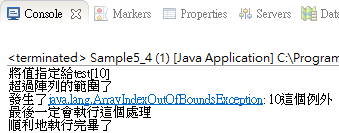 Console Markers Properties Servers Data
<terminated> Sample5_4 (1) [Java Application] C:\Program
將值指定給test[10]
超過陣列的範圍了
發生了java.lang.ArrayIndexOutOfBoundsException: 10這個例外
最後一定會執行這個處理
順利地執行完畢了